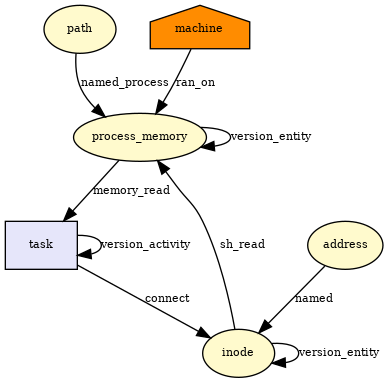 path
machine
named_process
ran_on
process_memory
version_entity
memory_read
task
version_activity
sh_read
address
connect
named
inode
version_entity